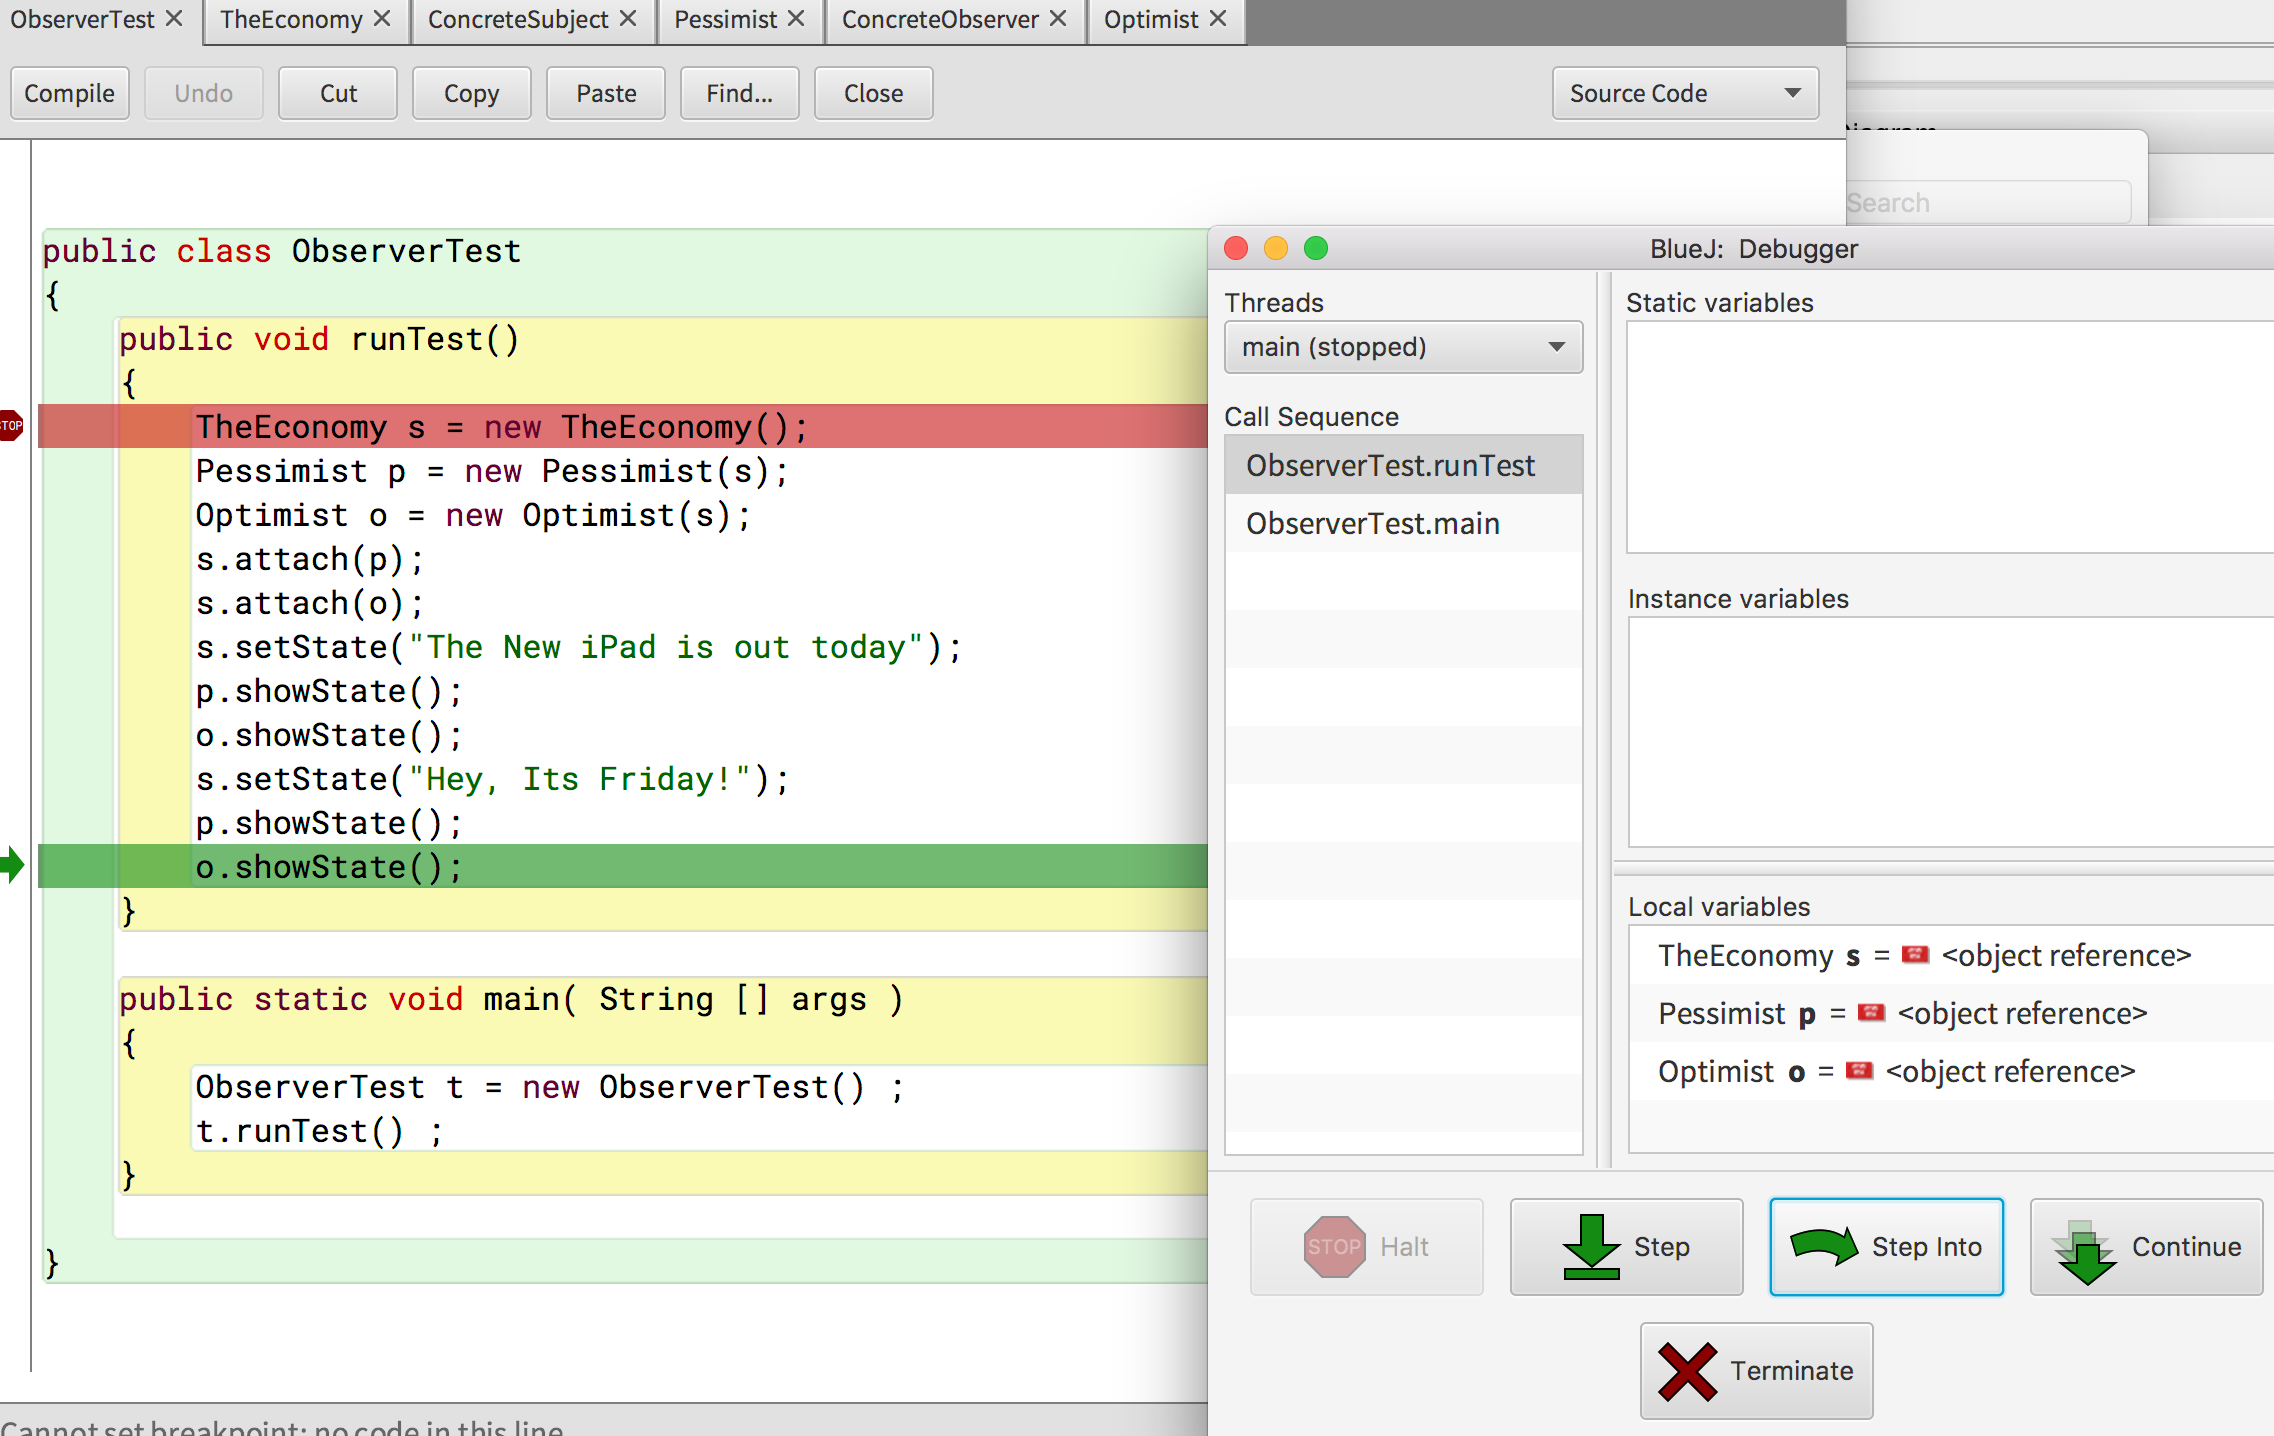 ObserverTest TheEconomy ConcreteSubject Pessimist ConcreteObserver Optimist
Compile Undo Cut Copy Paste Find... Close Source Code
Diagram
Search
public class ObserverTest
{
public void runTest()
{
STOP TheEconomy s = new TheEconomy();
Pessimist p = new Pessimist(s);
Optimist o = new Optimist(s);
s.attach(p);
s.attach(o);
s.setState("The New iPad is out today");
p.showState();
o.showState();
s.setState("Hey, Its Friday!");
p.showState();
o.showState();
}
public static void main( String [] args )
{
ObserverTest t = new ObserverTest() ;
t.runTest() ;
}
}
Cannot set breakpoint: no code in this line
BlueJ: Debugger
Threads
main (stopped)
Call Sequence
ObserverTest.runTest
ObserverTest.main
Static variables
Instance variables
Local variables
TheEconomy s = <object reference>
Pessimist p = <object reference>
Optimist o = <object reference>
STOP Halt Step Step Into Continue
Terminate